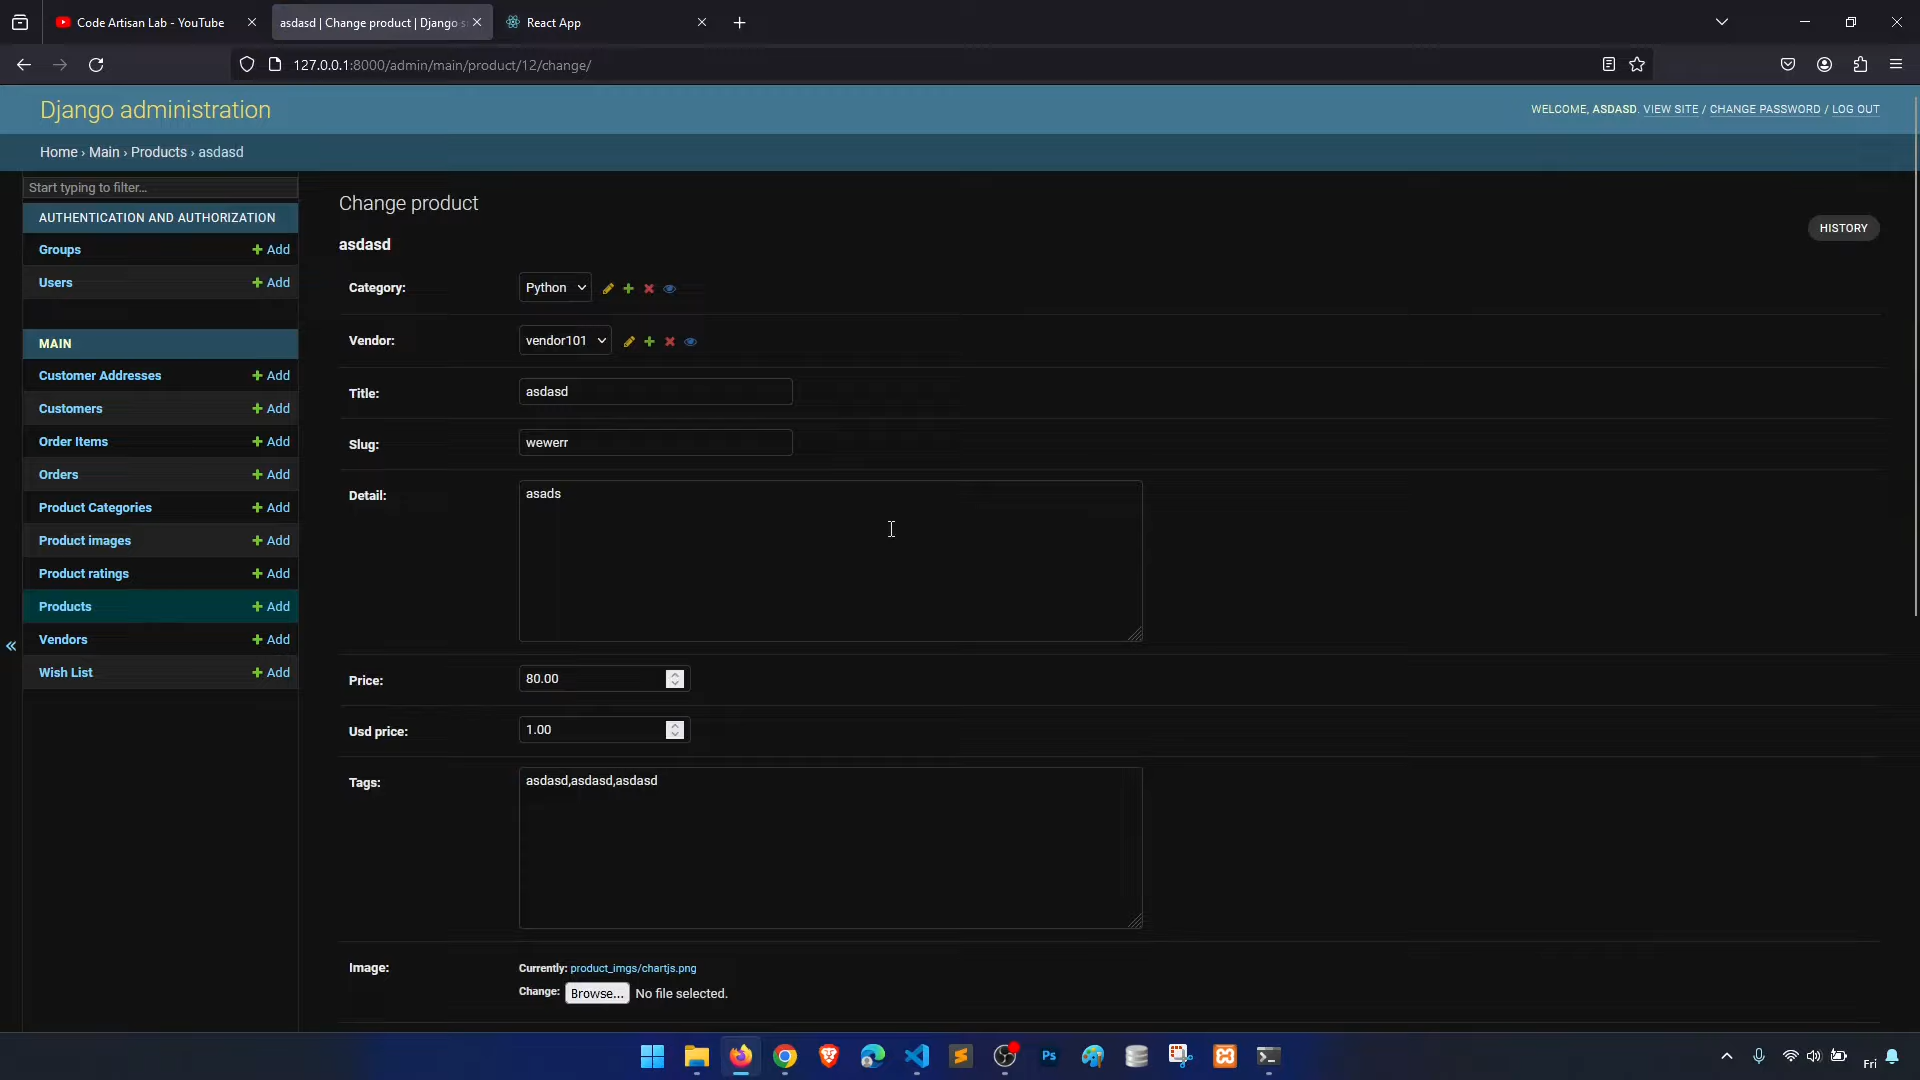 Code Artisan Lab - YouTube
asdasd | Change product | Django s
React App
127.0.0.1:8000/admin/main/product/12/change/
Django administration
WELCOME, ASDASD. VIEW SITE / CHANGE PASSWORD / LOG OUT
Home › Main › Products › asdasd
Start typing to filter...
AUTHENTICATION AND AUTHORIZATION
Groups + Add
Users + Add
MAIN
Customer Addresses + Add
Customers + Add
Order Items + Add
Orders + Add
Product Categories + Add
Product images + Add
Product ratings + Add
Products + Add
Vendors + Add
Wish List + Add
«
Change product
HISTORY
asdasd
Category: Python
Vendor: vendor101
Title: asdasd
Slug: wewerr
Detail: asads
Price: 80.00
Usd price: 1.00
Tags: asdasd,asdasd,asdasd
Image: Currently: product_imgs/chartjs.png
Change: Browse... No file selected.
Ps
Fri